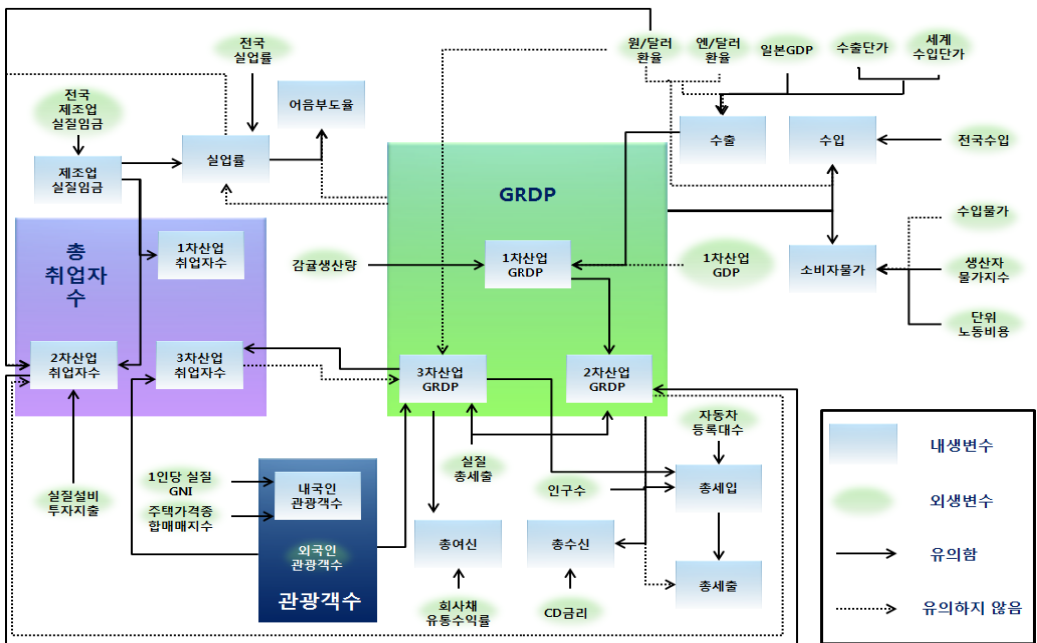 전국
실업률
원/달러
환율
엔/달러
환율
일본GDP
수출단가
세계
수입단가
전국
제조업
실질임금
어음부도율
수출
수입
전국수입
제조업
실질임금
실업률
GRDP
총
취업자
수
1차산업
취업자수
감귤생산량
1차산업
GRDP
1차산업
GDP
소비자물가
수입물가
생산자
물가지수
단위
노동비용
2차산업
취업자수
3차산업
취업자수
3차산업
GRDP
2차산업
GRDP
자동차
등록대수
내생변수
실질설비
투자지출
1인당 실질
GNI
주택가격종
합매매지수
내국인
관광객수
실질
총세출
인구수
총세입
외생변수
외국인
관광객수
관광객수
총여신
총수신
총세출
유의함
회사채
유통수익률
CD금리
유의하지 않음